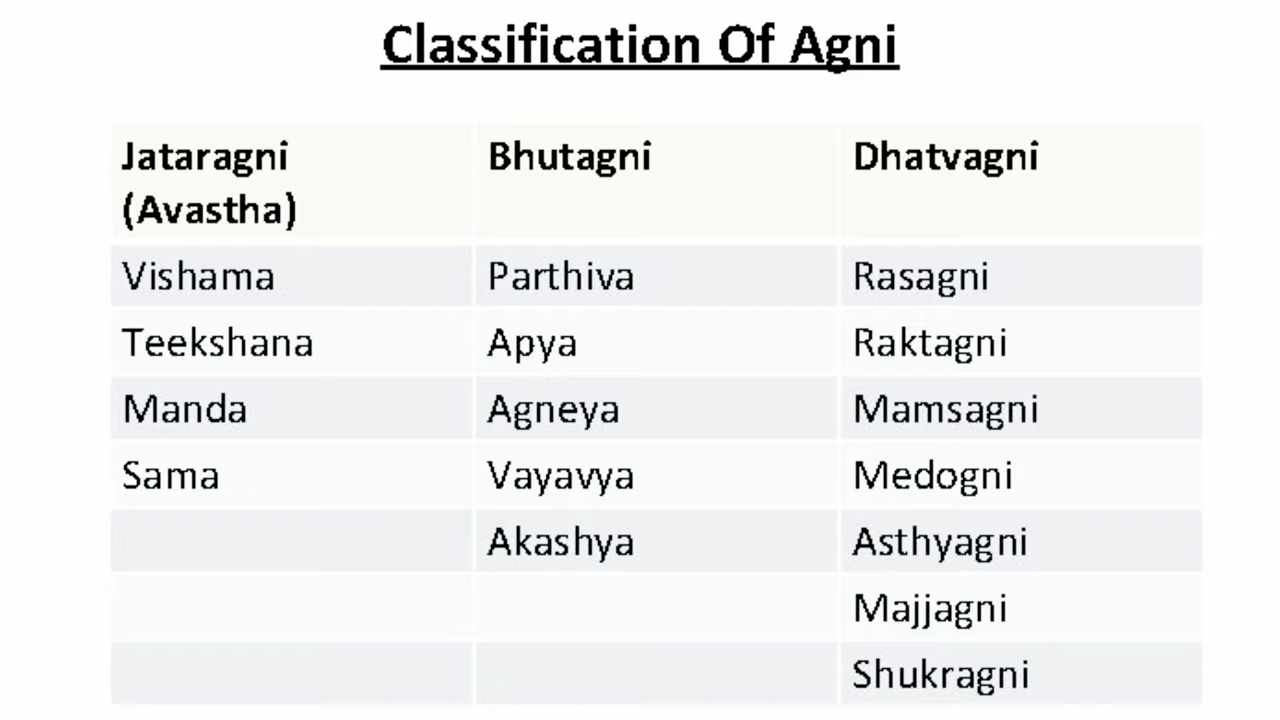 Classification Of Agni
Jataragni Bhutagni Dhatvagni
(Avastha)
Vishama Parthiva Rasagni
Teekshana Apya Raktagni
Manda Agneya Mamsagni
Sama Vayavya Medogni
Akashya Asthyagni
Majjagni
Shukragni